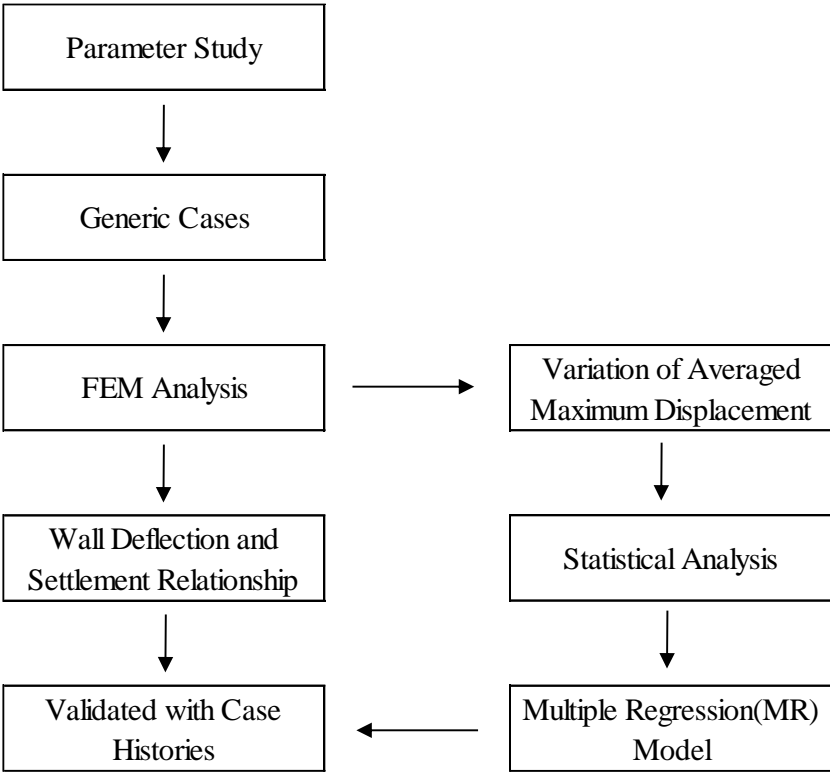 Parameter Study
Generic Cases
FEM Analysis
Variation of Averaged
Maximum Displacement
Wall Deflection and
Settlement Relationship
Statistical Analysis
Validated with Case
Histories
Multiple Regression(MR)
Model